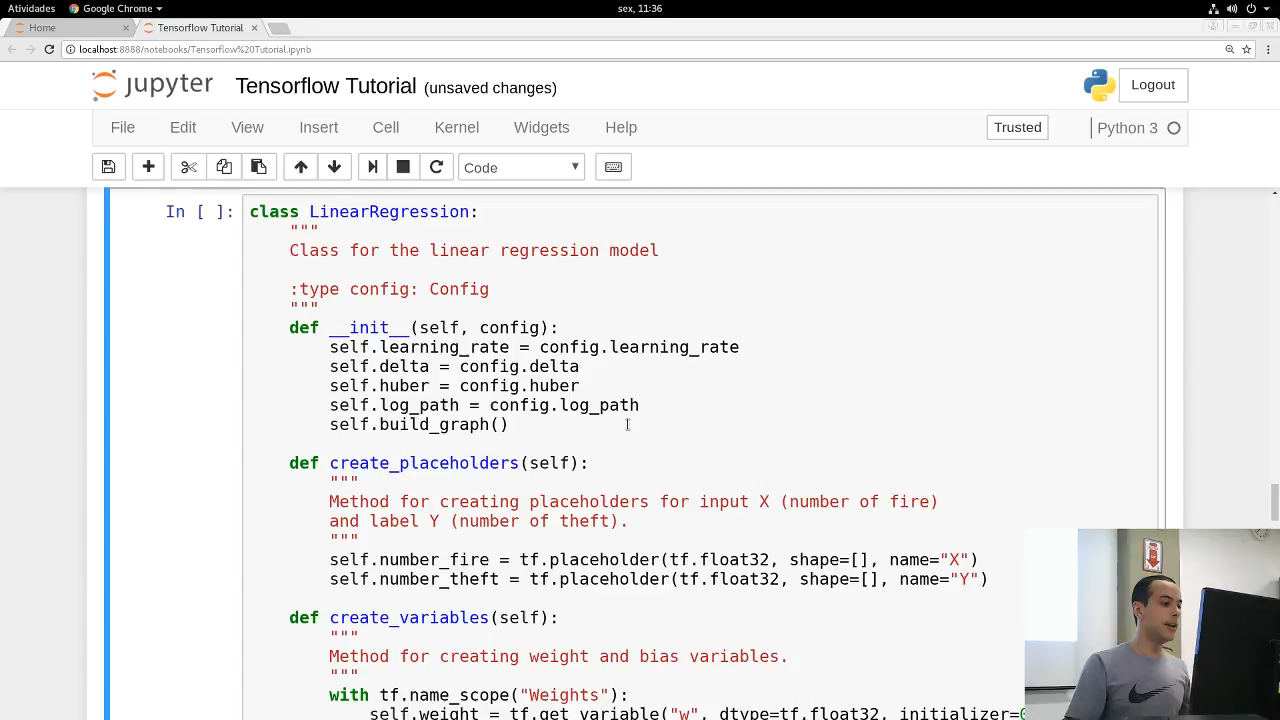 Atividades Google Chrome sex, 11:36
Home Tensorflow Tutorial
localhost:8888/notebooks/Tensorflow%20Tutorial.ipynb
jupyter Tensorflow Tutorial (unsaved changes) Logout
File Edit View Insert Cell Kernel Widgets Help Trusted Python 3
Code
In [ ]: class LinearRegression:
"""
Class for the linear regression model
:type config: Config
"""
def __init__(self, config):
self.learning_rate = config.learning_rate
self.delta = config.delta
self.huber = config.huber
self.log_path = config.log_path
self.build_graph()
def create_placeholders(self):
"""
Method for creating placeholders for input X (number of fire)
and label Y (number of theft).
"""
self.number_fire = tf.placeholder(tf.float32, shape=[], name="X")
self.number_theft = tf.placeholder(tf.float32, shape=[], name="Y")
def create_variables(self):
"""
Method for creating weight and bias variables.
"""
with tf.name_scope("Weights"):
self.weight = tf.get_variable("w", dtype=tf.float32, initializer=